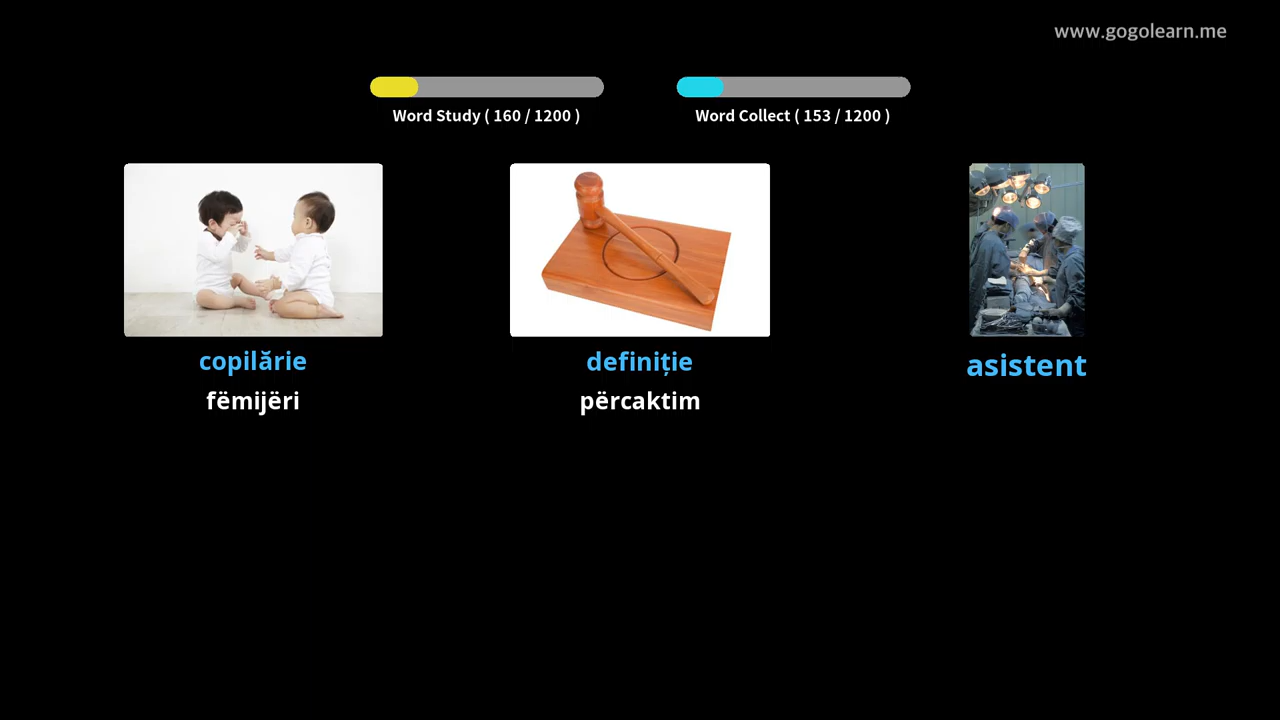 www.gogolearn.me
Word Study ( 160 / 1200 )
Word Collect ( 153 / 1200 )
copilărie
definiție
asistent
fëmijëri
përcaktim